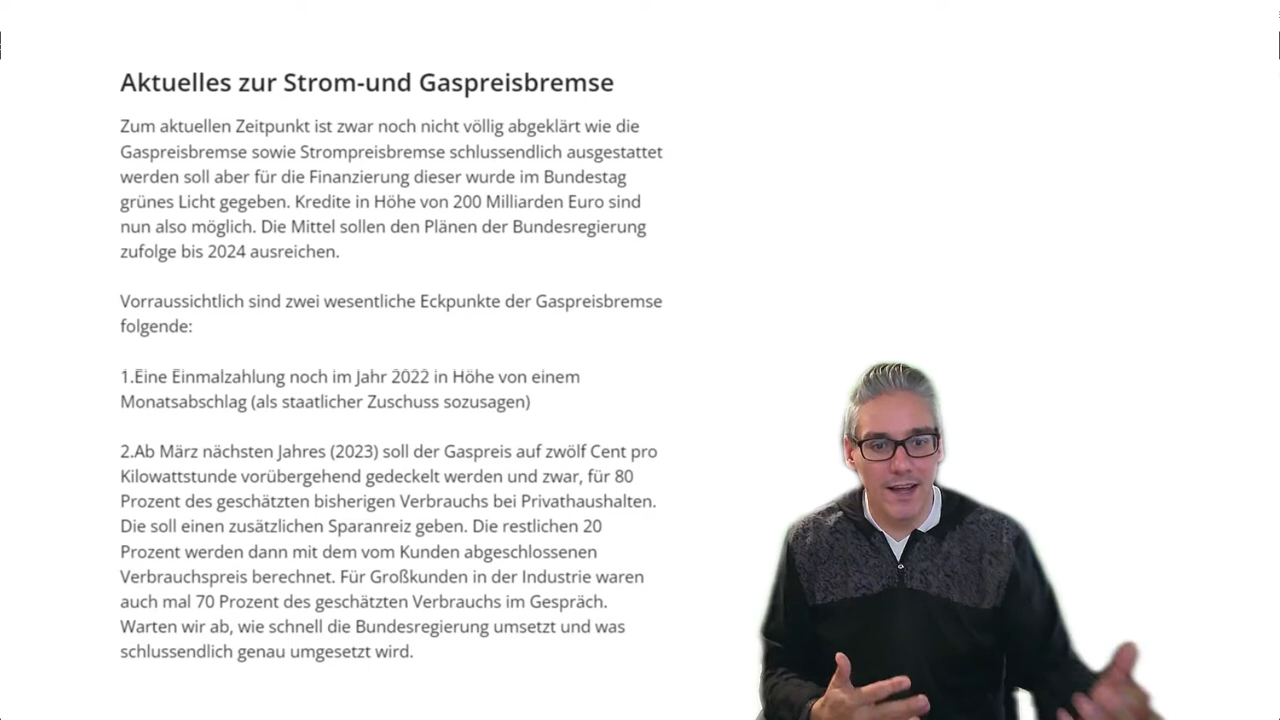 Aktuelles zur Strom-und Gaspreisbremse
Zum aktuellen Zeitpunkt ist zwar noch nicht völlig abgeklärt wie die
Gaspreisbremse sowie Strompreisbremse schlussendlich ausgestattet
werden soll aber für die Finanzierung dieser wurde im Bundestag
grünes Licht gegeben. Kredite in Höhe von 200 Milliarden Euro sind
nun also möglich. Die Mittel sollen den Plänen der Bundesregierung
zufolge bis 2024 ausreichen.
Vorraussichtlich sind zwei wesentliche Eckpunkte der Gaspreisbremse
folgende:
1.Eine Einmalzahlung noch im Jahr 2022 in Höhe von einem
Monatsabschlag (als staatlicher Zuschuss sozusagen)
2.Ab März nächsten Jahres (2023) soll der Gaspreis auf zwölf Cent pro
Kilowattstunde vorübergehend gedeckelt werden und zwar, für 80
Prozent des geschätzten bisherigen Verbrauchs bei Privathaushalten.
Die soll einen zusätzlichen Sparanreiz geben. Die restlichen 20
Prozent werden dann mit dem vom Kunden abgeschlossenen
Verbrauchspreis berechnet. Für Großkunden in der Industrie waren
auch mal 70 Prozent des geschätzten Verbrauchs im Gespräch.
Warten wir ab, wie schnell die Bundesregierung umsetzt und was
schlussendlich genau umgesetzt wird.